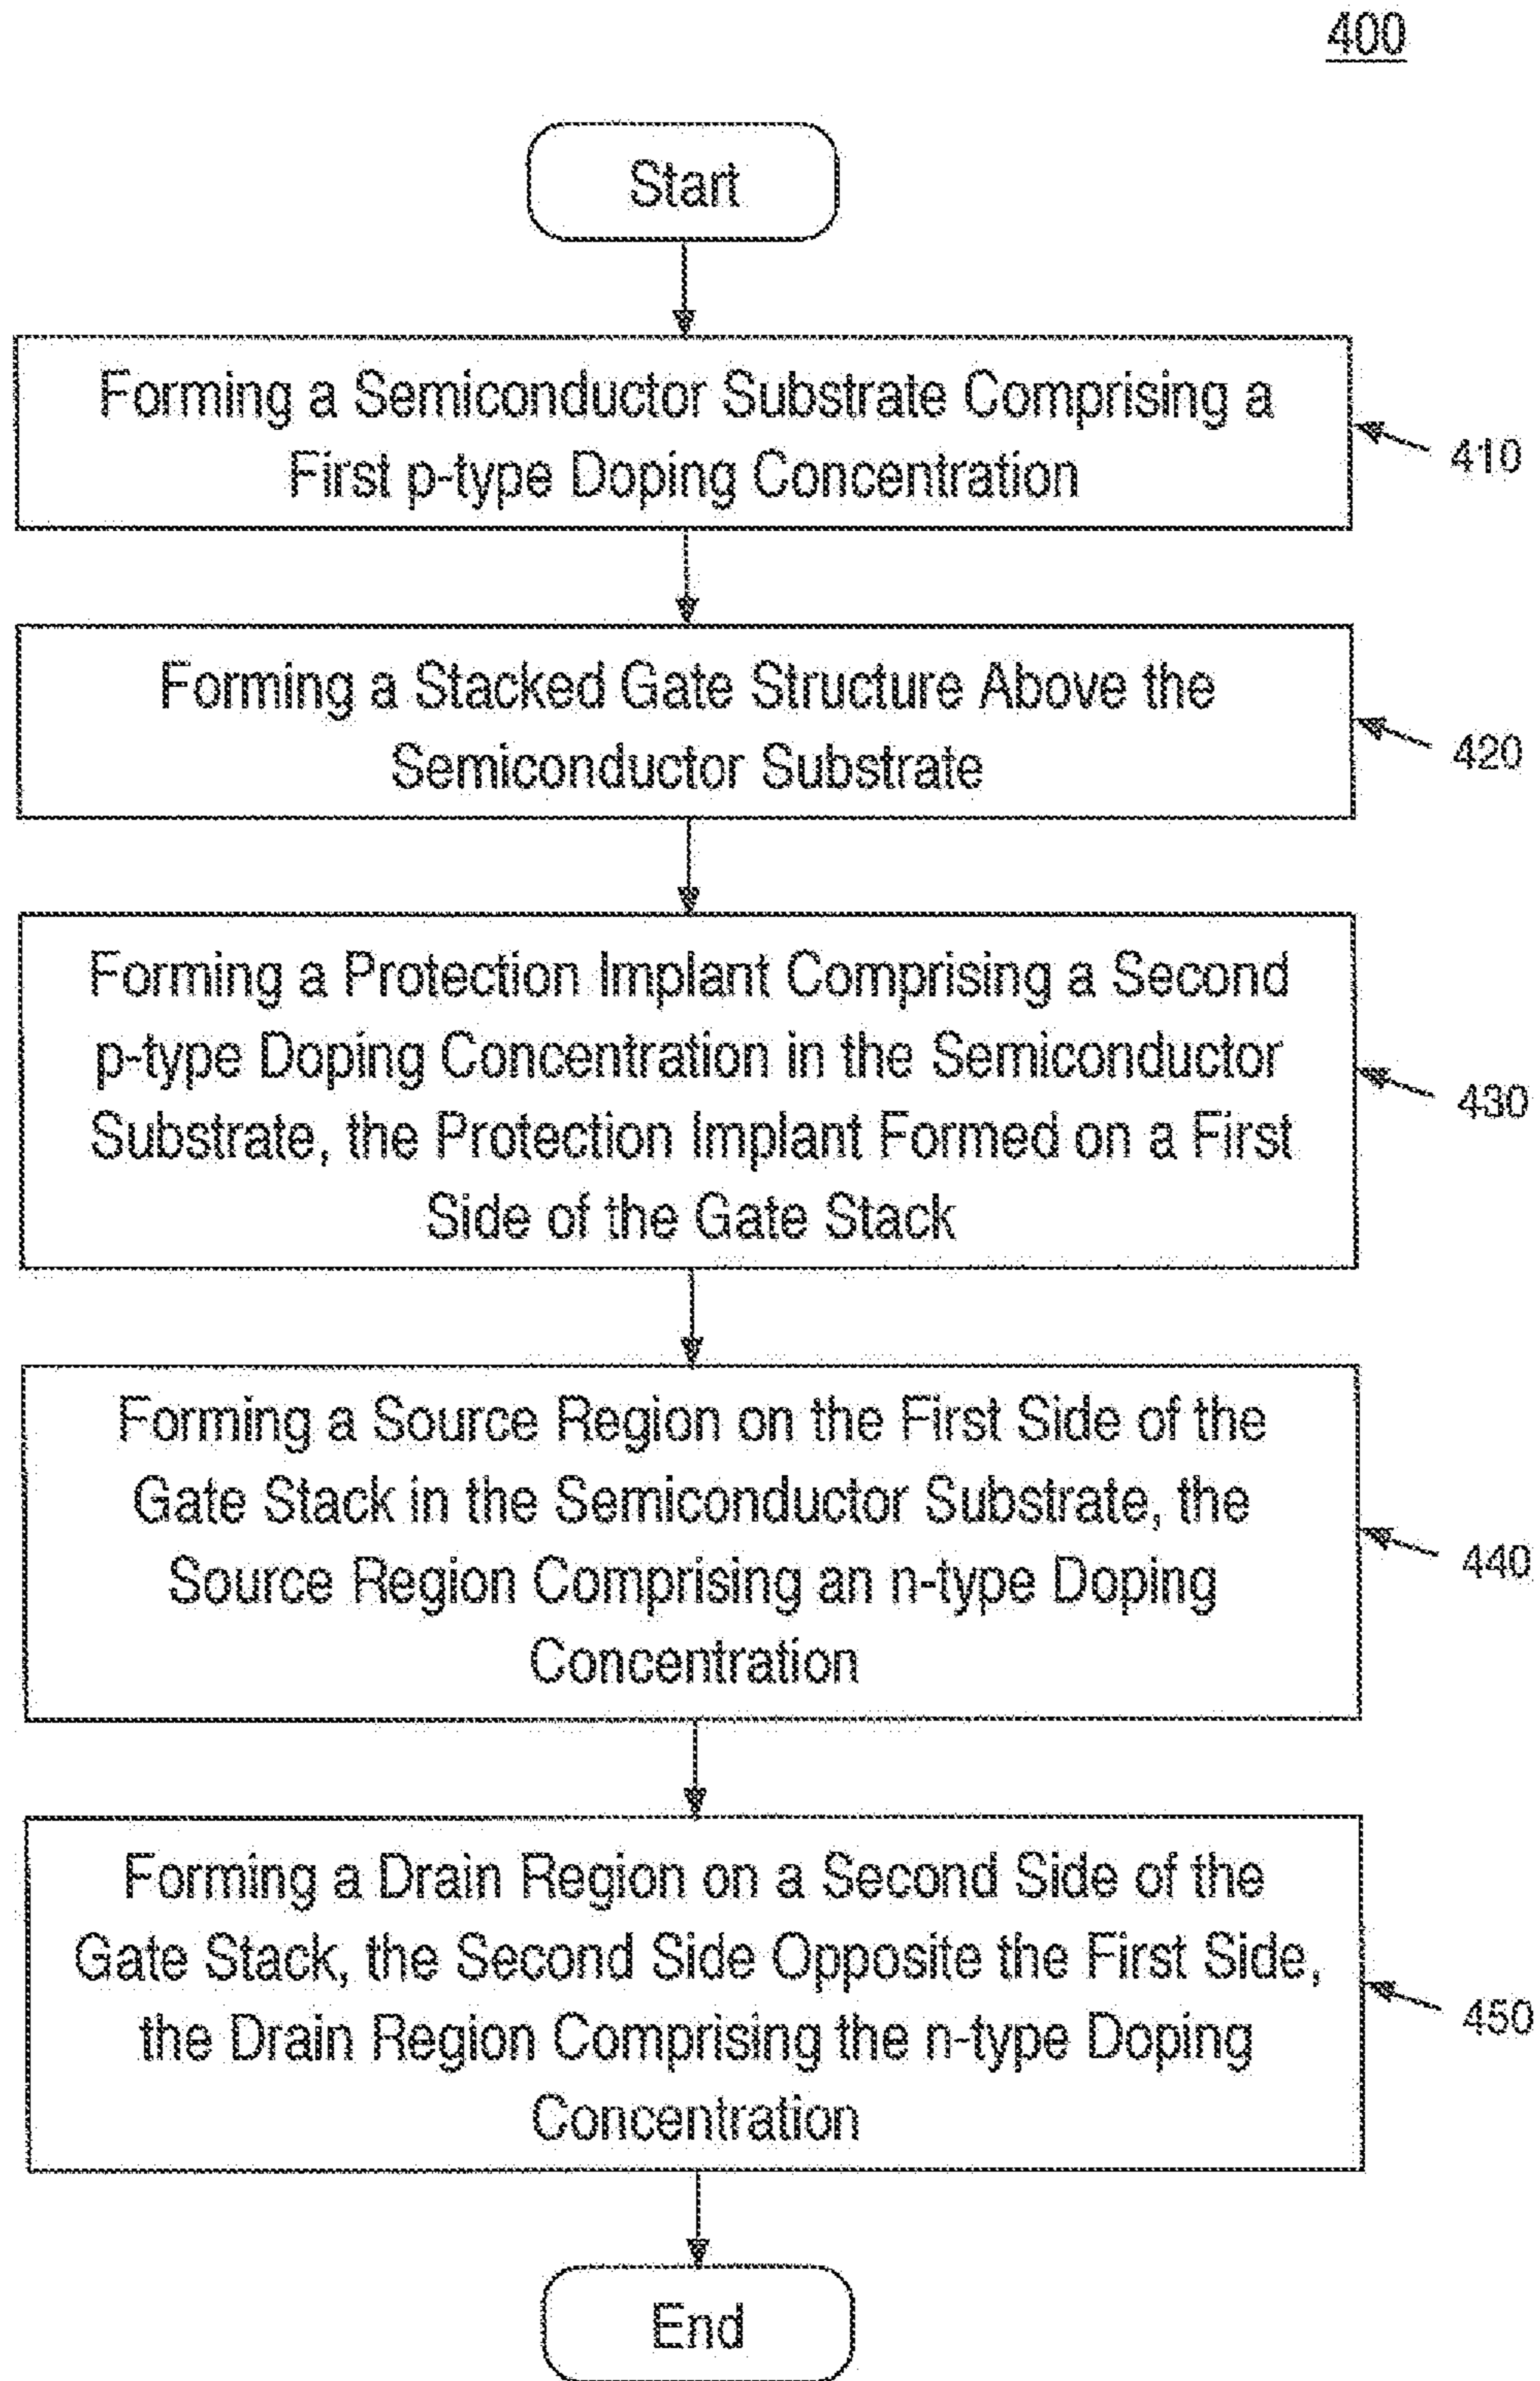 400
Start
Forming a Semiconductor Substrate Comprising a
First p-type Doping Concentration
410
Forming a Stacked Gate Structure Above the
Semiconductor Substrate
420
Forming a Protection Implant Comprising a Second
p-type Doping Concentration in the Semiconductor
Substrate, the Protection Implant Formed on a First
Side of the Gate Stack
430
Forming a Source Region on the First Side of the
Gate Stack in the Semiconductor Substrate, the
Source Region Comprising an n-type Doping
Concentration
440
Forming a Drain Region on a Second Side of the
Gate Stack, the Second Side Opposite the First Side,
the Drain Region Comprising the n-type Doping
Concentration
450
End